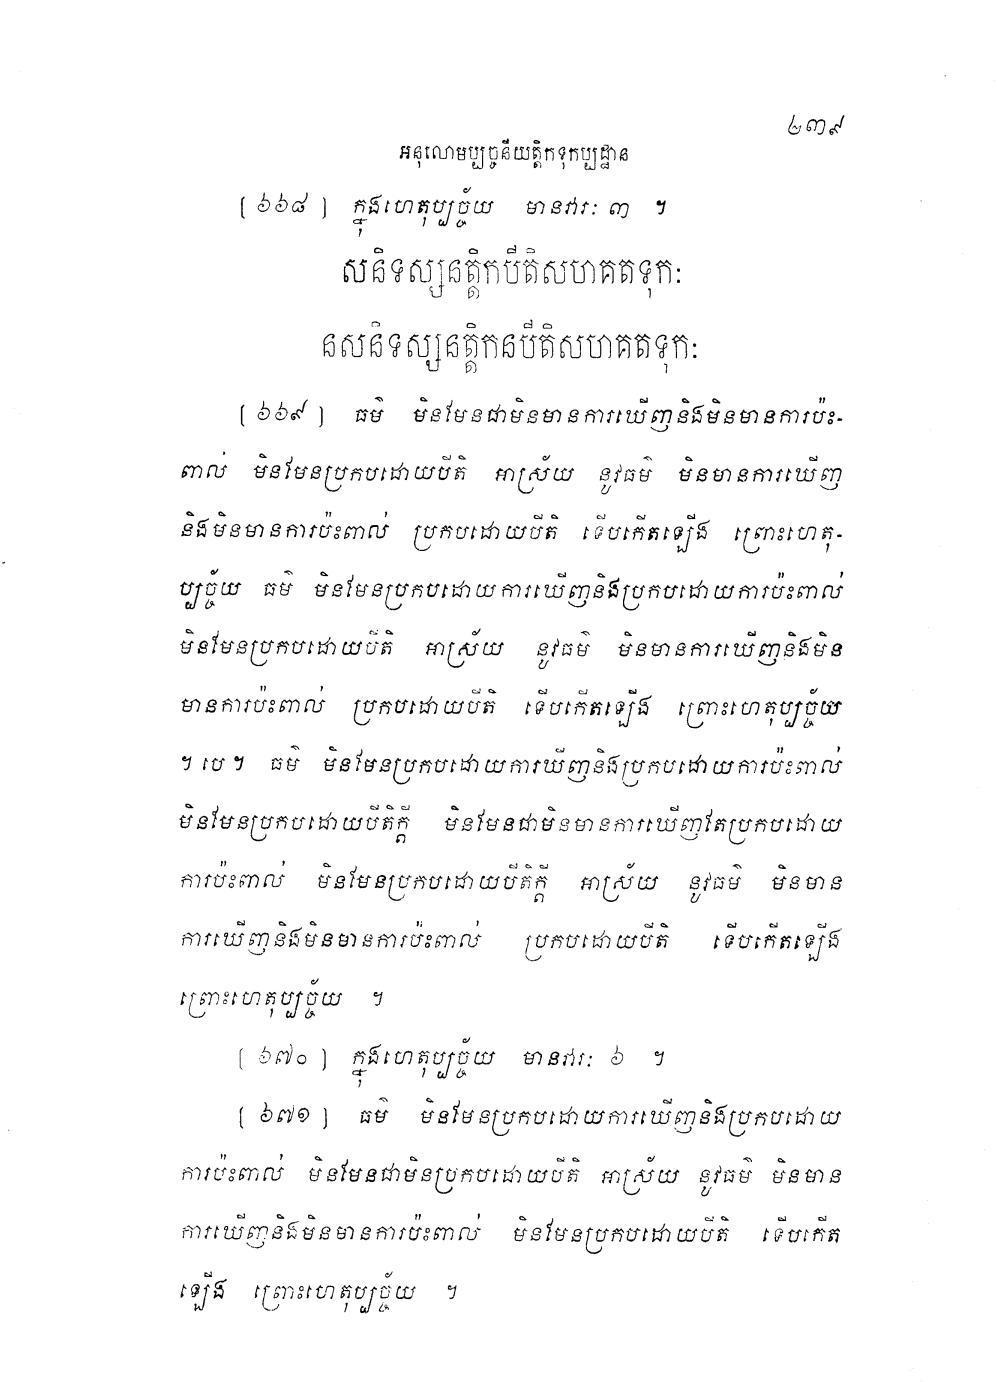 ២៣៩
អនុលោមប្បច្ចនីយត្តិកទុកប្បដ្ឋាន
[ ៦៦៨ ] ក្នុងហេតុប្បច្ច័យ មានវារៈ ៣ ។
សនិទស្សនត្តិកបីតិសហគតទុកៈ
នសនិទស្សនត្តិកនបីតិសហគតទុកៈ
[ ៦៦៩ ] ធម៌ មិនមែនជាមិនមានការឃើញនិងមិនមានការប៉ះ-
ពាល់ មិនមែនប្រកបដោយបីតិ អាស្រ័យ នូវធម៌ មិនមានការឃើញ
និងមិនមានការប៉ះពាល់ ប្រកបដោយបីតិ ទើបកើតឡើង ព្រោះហេតុ-
ប្បច្ច័យ ធម៌ មិនមែនប្រកបដោយការឃើញនិងប្រកបដោយការប៉ះពាល់
មិនមែនប្រកបដោយបីតិ អាស្រ័យ នូវធម៌ មិនមានការឃើញនិងមិន
មានការប៉ះពាល់ ប្រកបដោយបីតិ ទើបកើតឡើង ព្រោះហេតុប្បច្ច័យ
។ បេ ។ ធម៌ មិនមែនប្រកបដោយការឃើញនិងប្រកបដោយការប៉ះពាល់
មិនមែនប្រកបដោយបីតិក្តី មិនមែនជាមិនមានការឃើញតែប្រកបដោយ
ការប៉ះពាល់ មិនមែនប្រកបដោយបីតិក្តី អាស្រ័យ នូវធម៌ មិនមាន
ការឃើញនិងមិនមានការប៉ះពាល់ ប្រកបដោយបីតិ ទើបកើតឡើង
ព្រោះហេតុប្បច្ច័យ ។
[ ៦៧០ ] ក្នុងហេតុប្បច្ច័យ មានវារៈ ៦ ។
[ ៦៧១ ] ធម៌ មិនមែនប្រកបដោយការឃើញនិងប្រកបដោយ
ការប៉ះពាល់ មិនមែនជាមិនប្រកបដោយបីតិ អាស្រ័យ នូវធម៌ មិនមាន
ការឃើញនិងមិនមានការប៉ះពាល់ មិនមែនប្រកបដោយបីតិ ទើបកើត
ឡើង ព្រោះហេតុប្បច្ច័យ ។